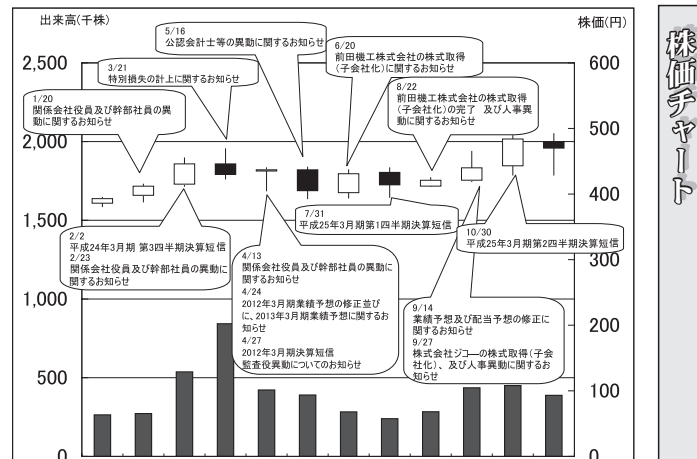 出来高(千株)
株価(円)
株価チャート
5/16
公認会計士等の異動に関するお知らせ
6/20
前田機工株式会社の株式取得
(子会社化)に関するお知らせ
3/21
特別損失の計上に関するお知らせ
8/22
前田機工株式会社の株式取得
(子会社化)の完了 及び人事異
動に関するお知らせ
1/20
関係会社役員及び幹部社員の異
動に関するお知らせ
2,500
2,000
1,500
1,000
500
0
600
500
400
300
200
100
0
7/31
平成25年3月期第1四半期決算短信
10/30
平成25年3月期第2四半期決算短信
2/2
平成24年3月期 第3四半期決算短信
2/23
関係会社役員及び幹部社員の異動に
関するお知らせ
4/13
関係会社役員及び幹部社員の異動に
関するお知らせ
4/24
2012年3月期業績予想の修正並び
に、2013年3月期業績予想に関するお
知らせ
4/27
2012年3月期決算短信
監査役異動についてのお知らせ
9/14
業績予想及び配当予想の修正に
関するお知らせ
9/27
株式会社ジコ―の株式取得(子会
社化)、及び人事異動に関するお
知らせ